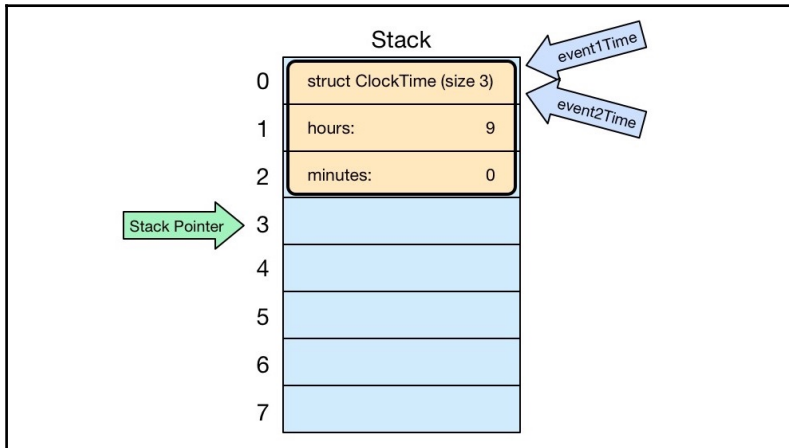 Stack
event1Time
0 struct ClockTime (size 3)
event2Time
1 hours: 9
2 minutes: 0
Stack Pointer 3
4
5
6
7